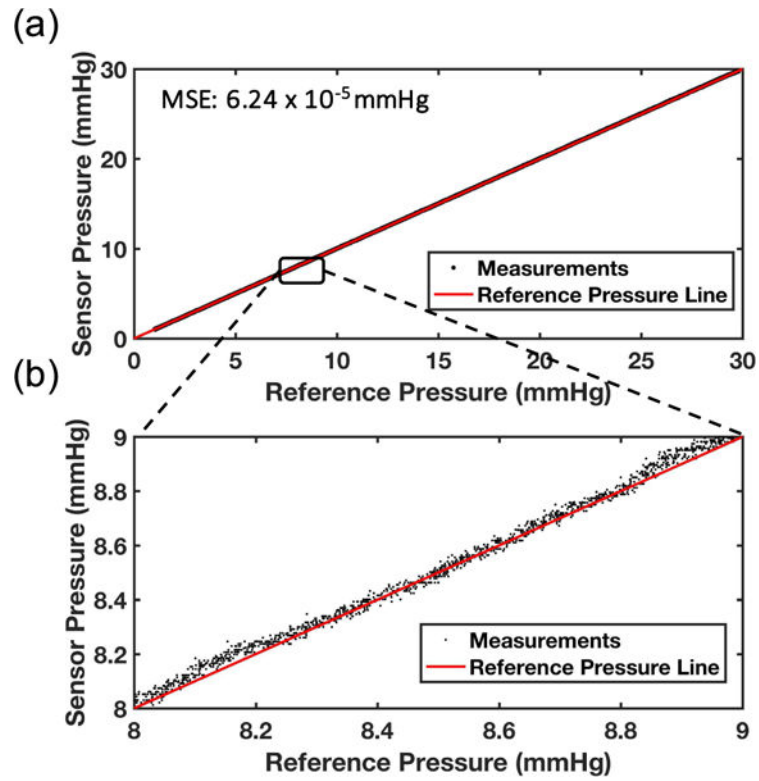 (a)
MSE: 6.24 x 10⁻⁵ mmHg
Sensor Pressure (mmHg)
30
20
10
0
Measurements
Reference Pressure Line
0 5 10 15 20 25 30
Reference Pressure (mmHg)
(b)
Sensor Pressure (mmHg)
9
8.8
8.6
8.4
8.2
8
Measurements
Reference Pressure Line
8 8.2 8.4 8.6 8.8 9
Reference Pressure (mmHg)